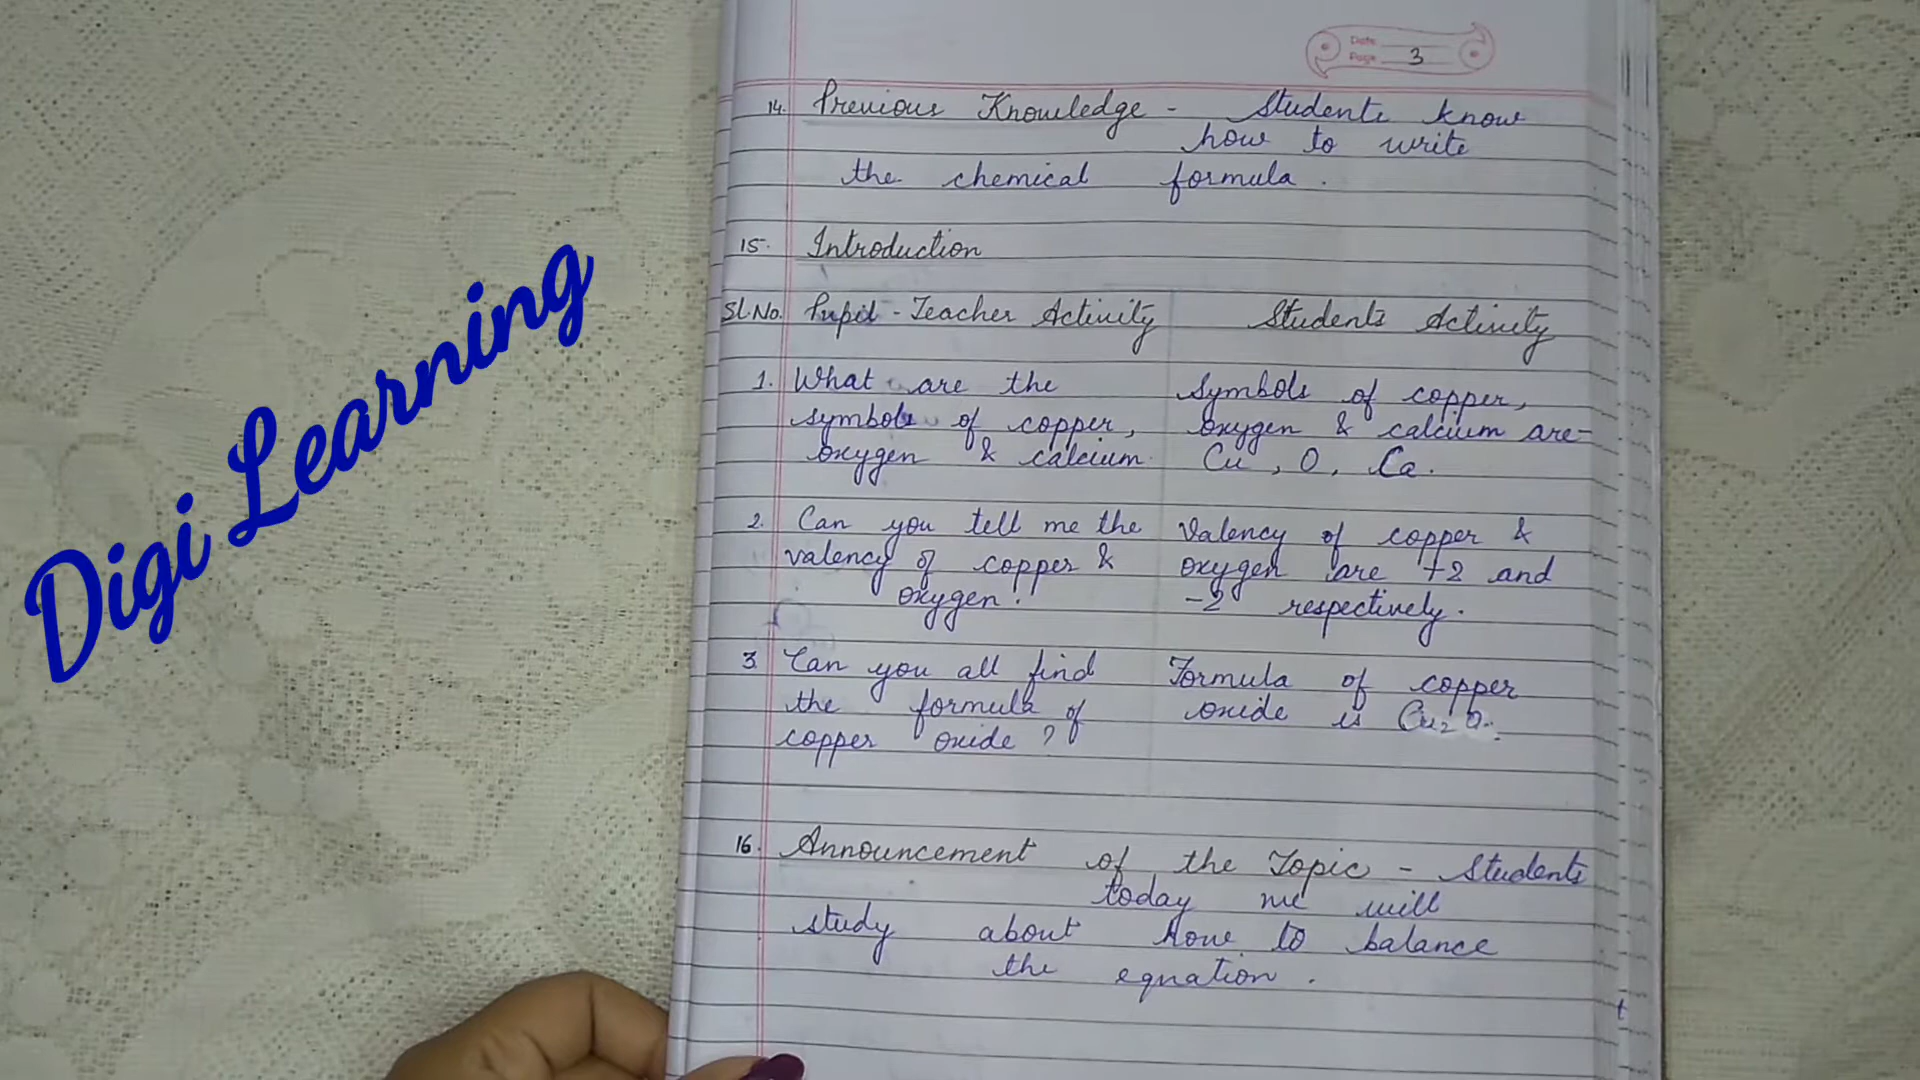 Date
Page 3
14. Previous Knowledge - Students know
how to write
the chemical formula.
15. Introduction
Sl.No. Pupil-Teacher Activity Students Activity
1. What are the Symbols of copper,
symbols of copper, oxygen & calcium are-
oxygen & calcium. Cu, O, Ca.
2. Can you tell me the Valency of copper &
valency of copper & oxygen are +2 and
oxygen? -2 respectively.
3. Can you all find Formula of copper
the formula of oxide is Cu2O.
copper oxide?
16. Announcement of the Topic - Students
today we will
study about how to balance
the equation.
Digi Learning